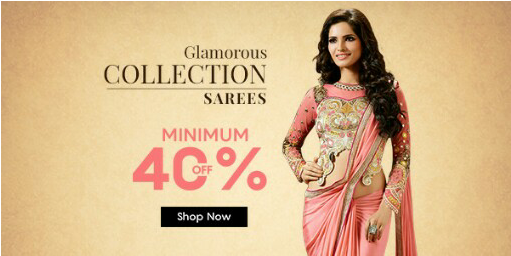 Glamorous
COLLECTION
SAREES
MINIMUM
40% OFF
Shop Now